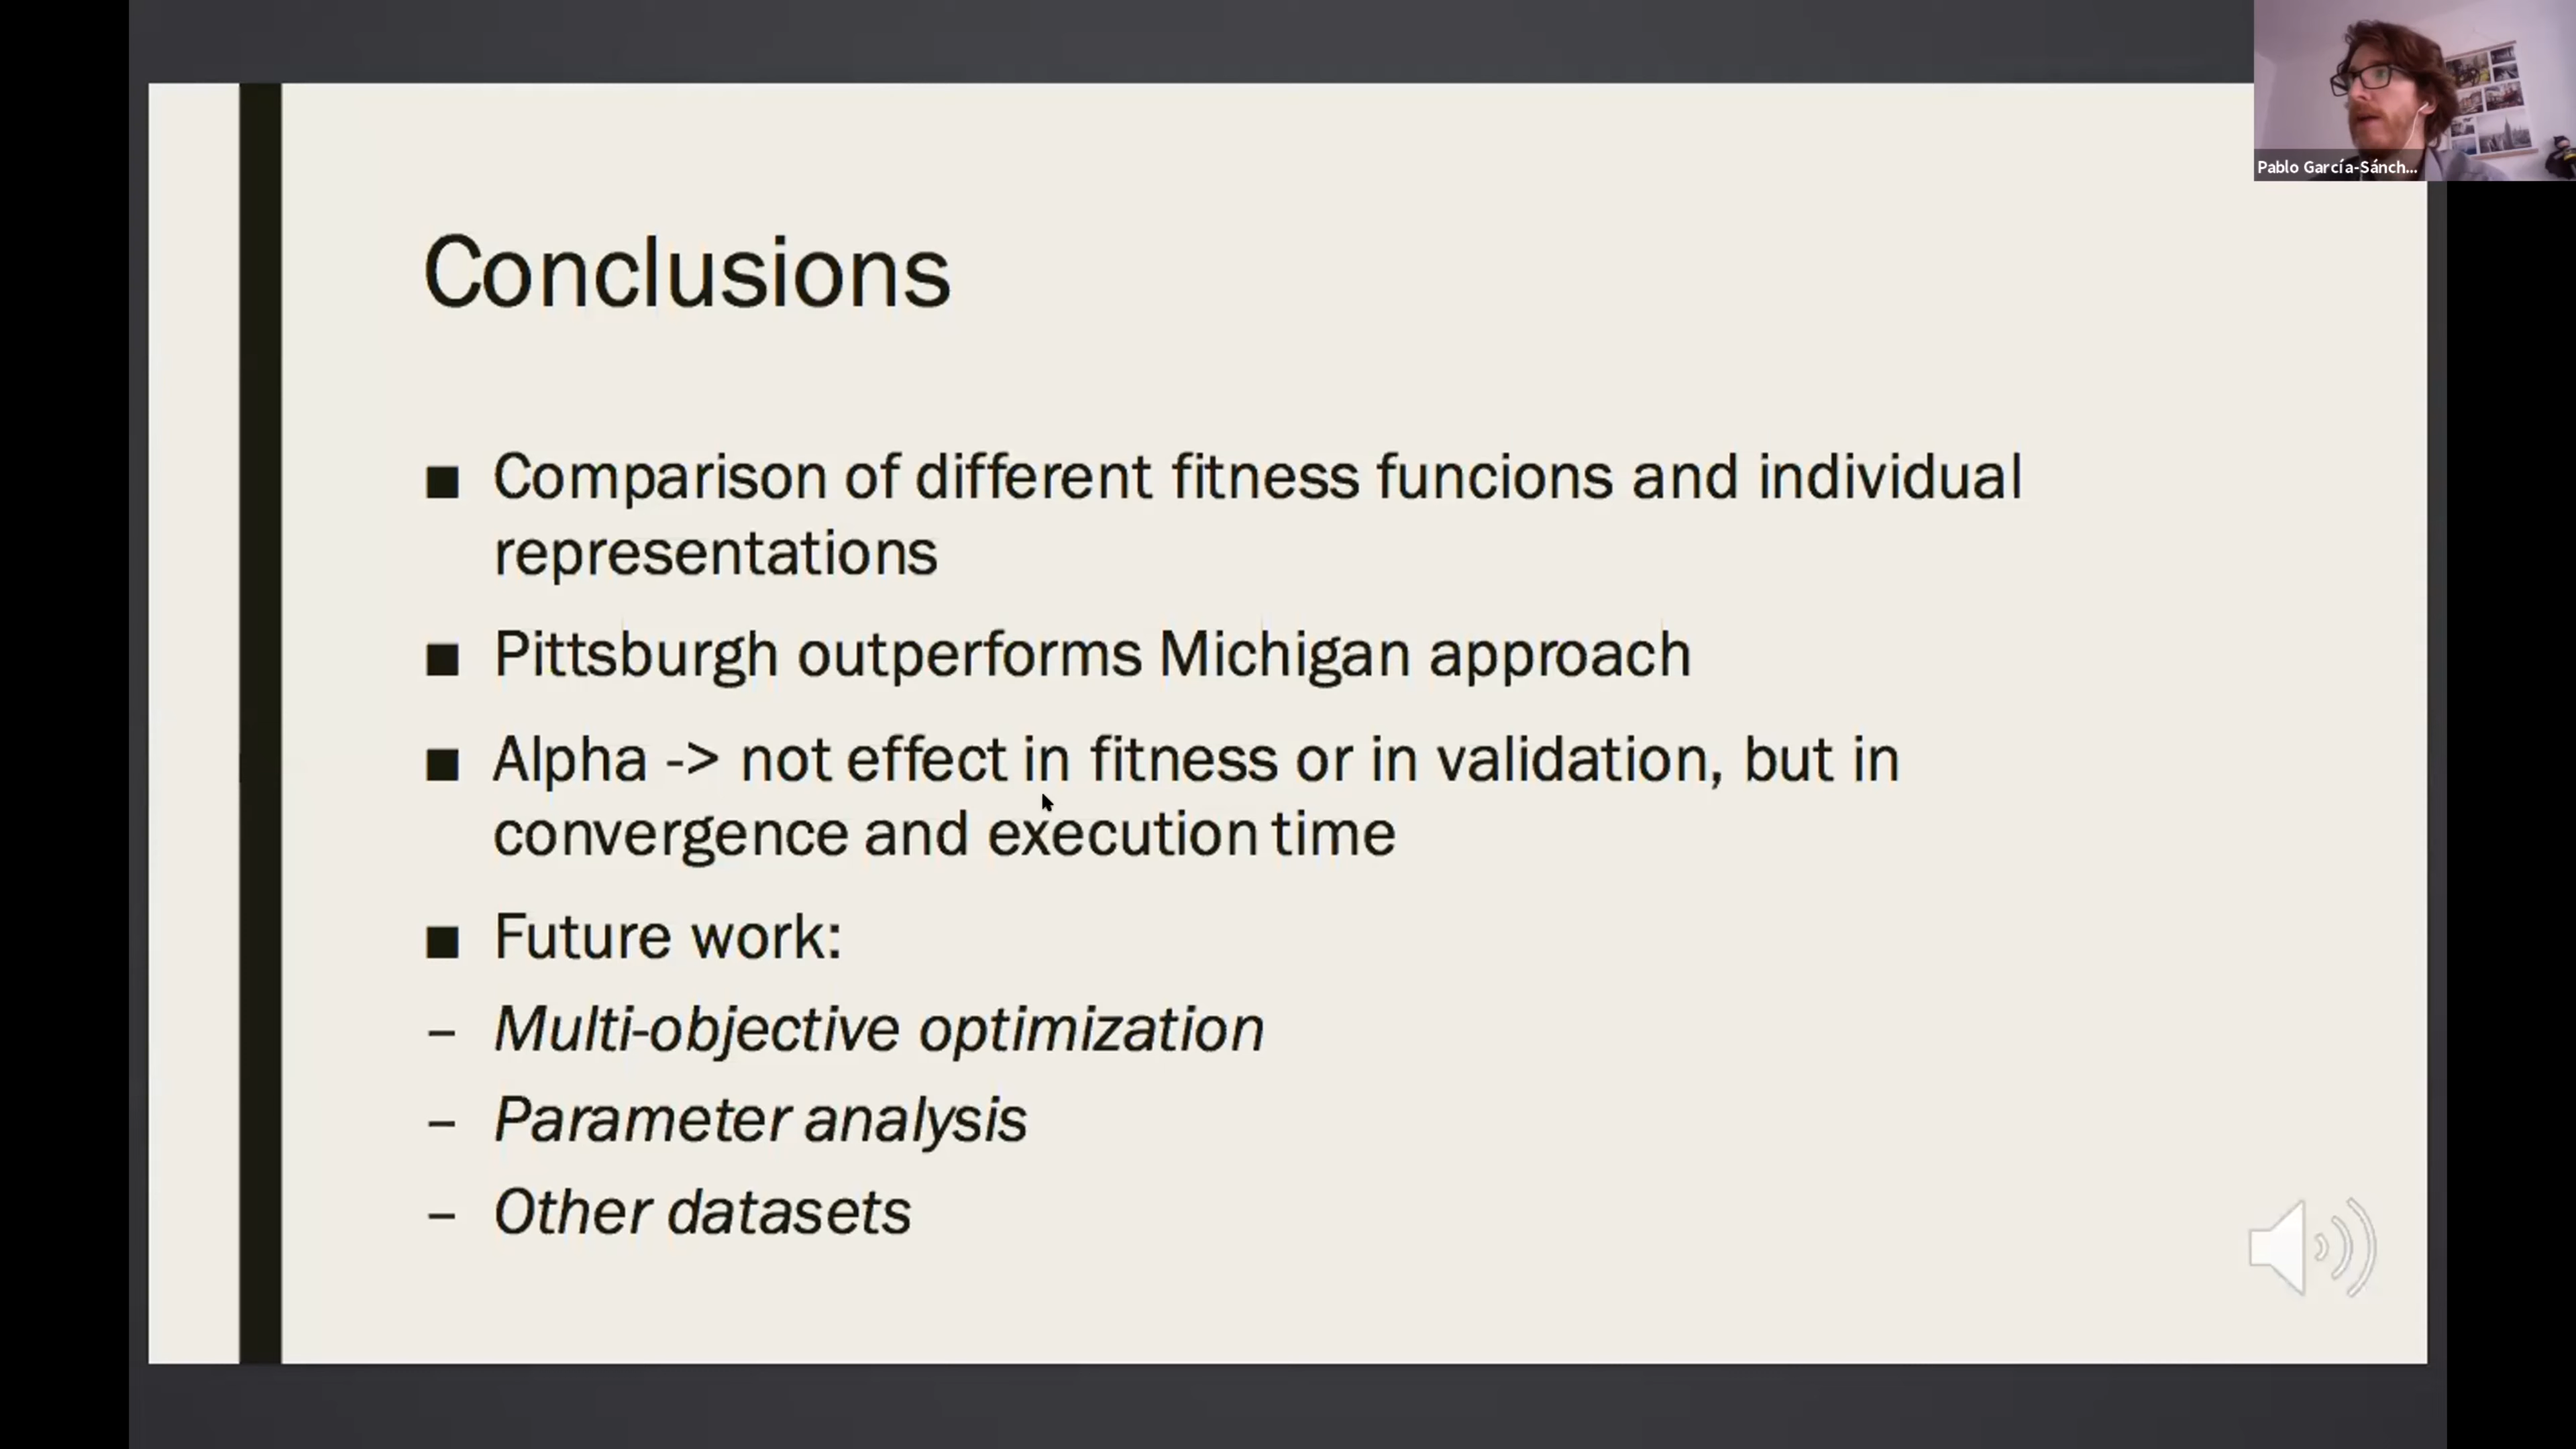 Pablo García-Sánch...
Conclusions
■ Comparison of different fitness funcions and individual
representations
■ Pittsburgh outperforms Michigan approach
■ Alpha -> not effect in fitness or in validation, but in
convergence and execution time
■ Future work:
– Multi-objective optimization
– Parameter analysis
– Other datasets